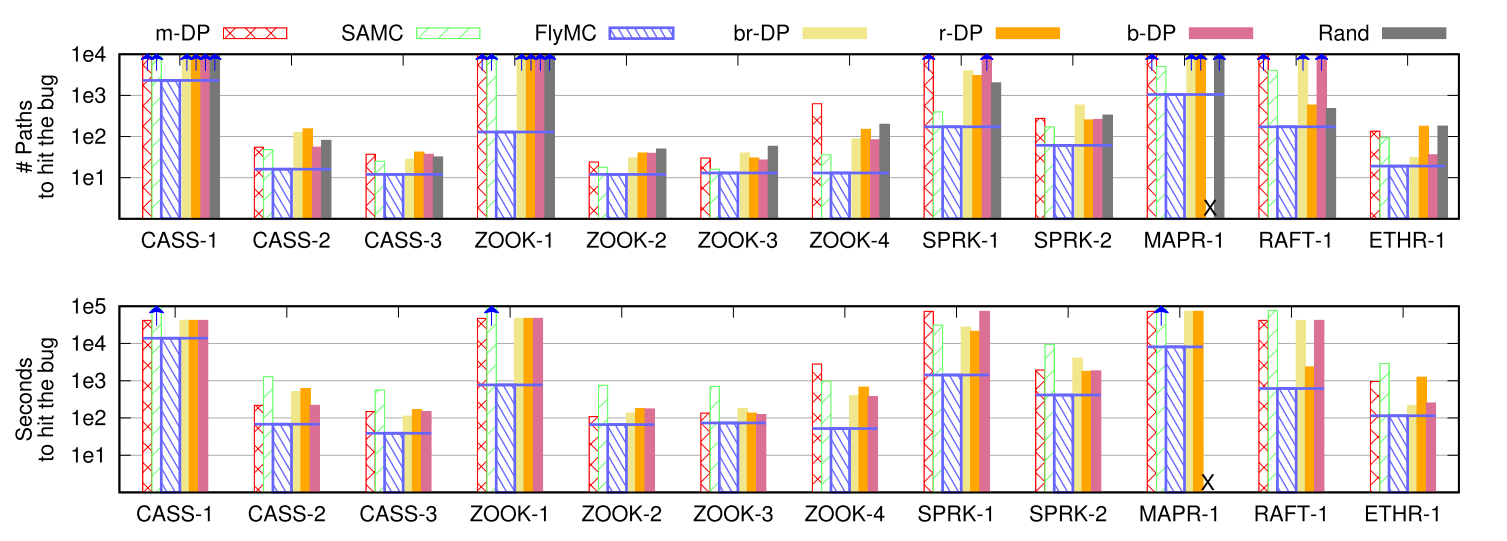 m-DP SAMC FlyMC br-DP r-DP b-DP Rand
# Paths
to hit the bug
1e4
1e3
1e2
1e1
X
CASS-1 CASS-2 CASS-3 ZOOK-1 ZOOK-2 ZOOK-3 ZOOK-4 SPRK-1 SPRK-2 MAPR-1 RAFT-1 ETHR-1
Seconds
to hit the bug
1e5
1e4
1e3
1e2
1e1
X
CASS-1 CASS-2 CASS-3 ZOOK-1 ZOOK-2 ZOOK-3 ZOOK-4 SPRK-1 SPRK-2 MAPR-1 RAFT-1 ETHR-1